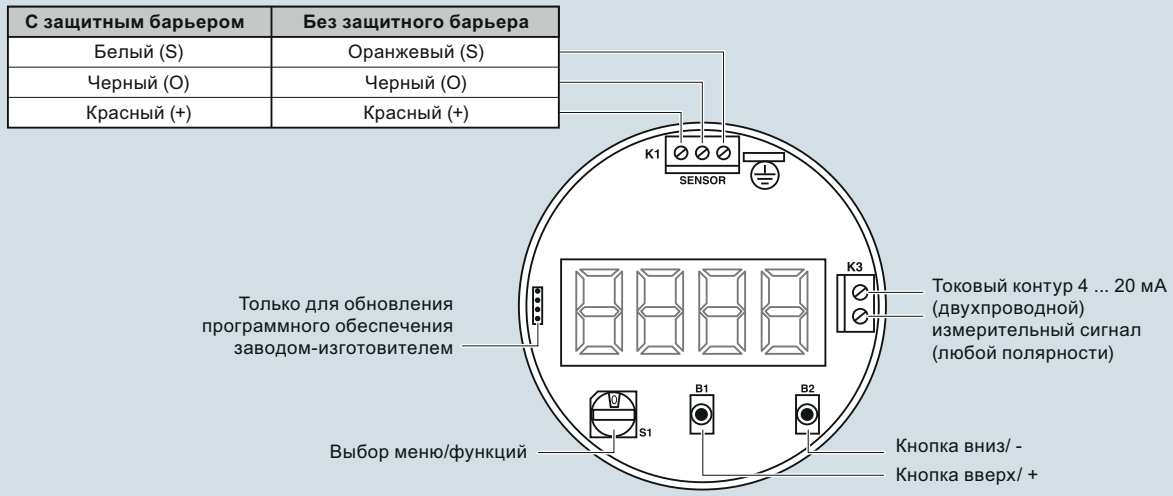 С защитным барьером Без защитного барьера
Белый (S) Оранжевый (S)
Черный (O) Черный (O)
Красный (+) Красный (+)
K1
SENSOR
K3
Только для обновления
программного обеспечения
заводом-изготовителем
Токовый контур 4 ... 20 мА
(двухпроводной)
измерительный сигнал
(любой полярности)
B1
B2
0
S1
Выбор меню/функций
Кнопка вниз/ -
Кнопка вверх/ +